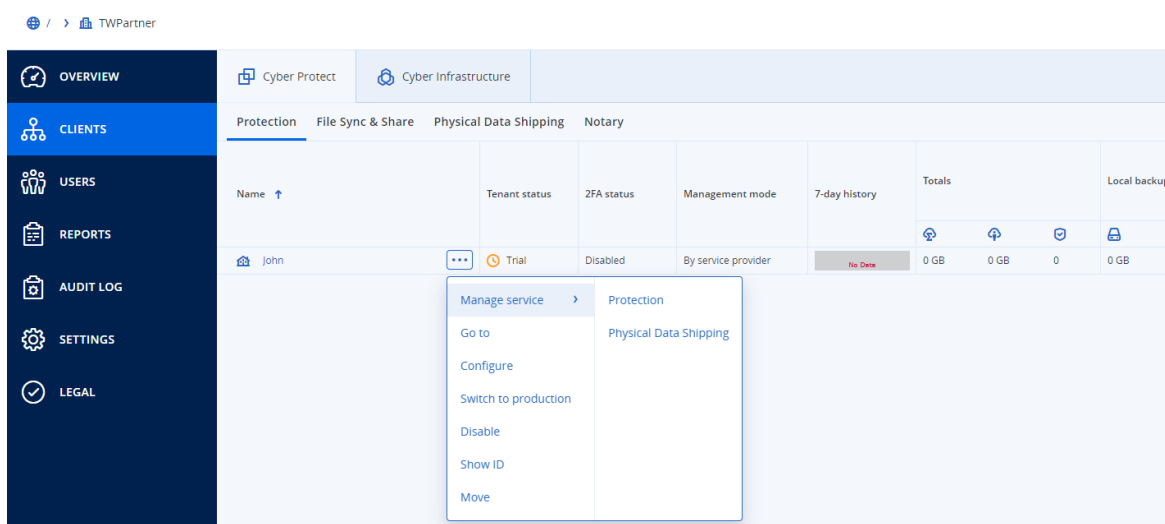 / > TWPartner
OVERVIEW
CLIENTS
USERS
REPORTS
AUDIT LOG
SETTINGS
LEGAL
Cyber Protect Cyber Infrastructure
Protection File Sync & Share Physical Data Shipping Notary
Name Tenant status 2FA status Management mode 7-day history Totals Local backup
John ... Trial Disabled By service provider No Data 0 GB 0 GB 0 0 GB
Manage service > Protection
Go to Physical Data Shipping
Configure
Switch to production
Disable
Show ID
Move